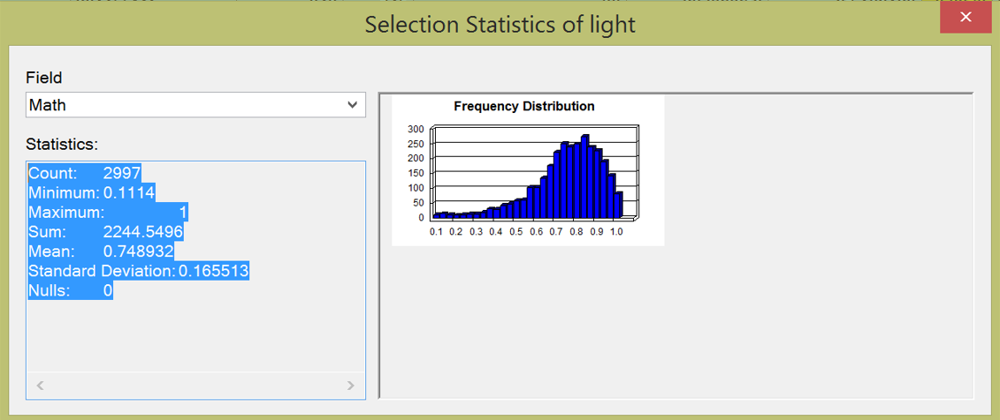 Selection Statistics of light
Field
Math
Statistics:
Count: 2997
Minimum: 0.1114
Maximum: 1
Sum: 2244.5496
Mean: 0.748932
Standard Deviation: 0.165513
Nulls: 0
Frequency Distribution
300
250
200
150
100
50
0
0.1 0.2 0.3 0.4 0.5 0.6 0.7 0.8 0.9 1.0